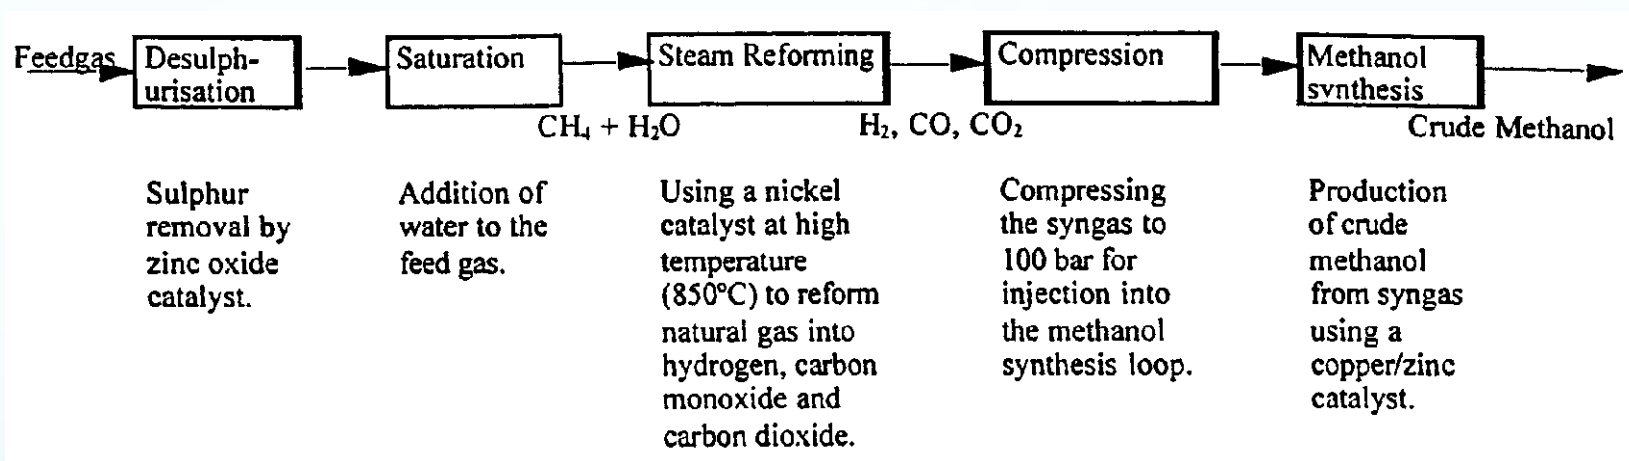 Feedgas
Desulph-
urisation
Saturation
Steam Reforming
Compression
Methanol
synthesis
CH₄ + H₂O
H₂, CO, CO₂
Crude Methanol
Sulphur
removal by
zinc oxide
catalyst.
Addition of
water to the
feed gas.
Using a nickel
catalyst at high
temperature
(850°C) to reform
natural gas into
hydrogen, carbon
monoxide and
carbon dioxide.
Compressing
the syngas to
100 bar for
injection into
the methanol
synthesis loop.
Production
of crude
methanol
from syngas
using a
copper/zinc
catalyst.